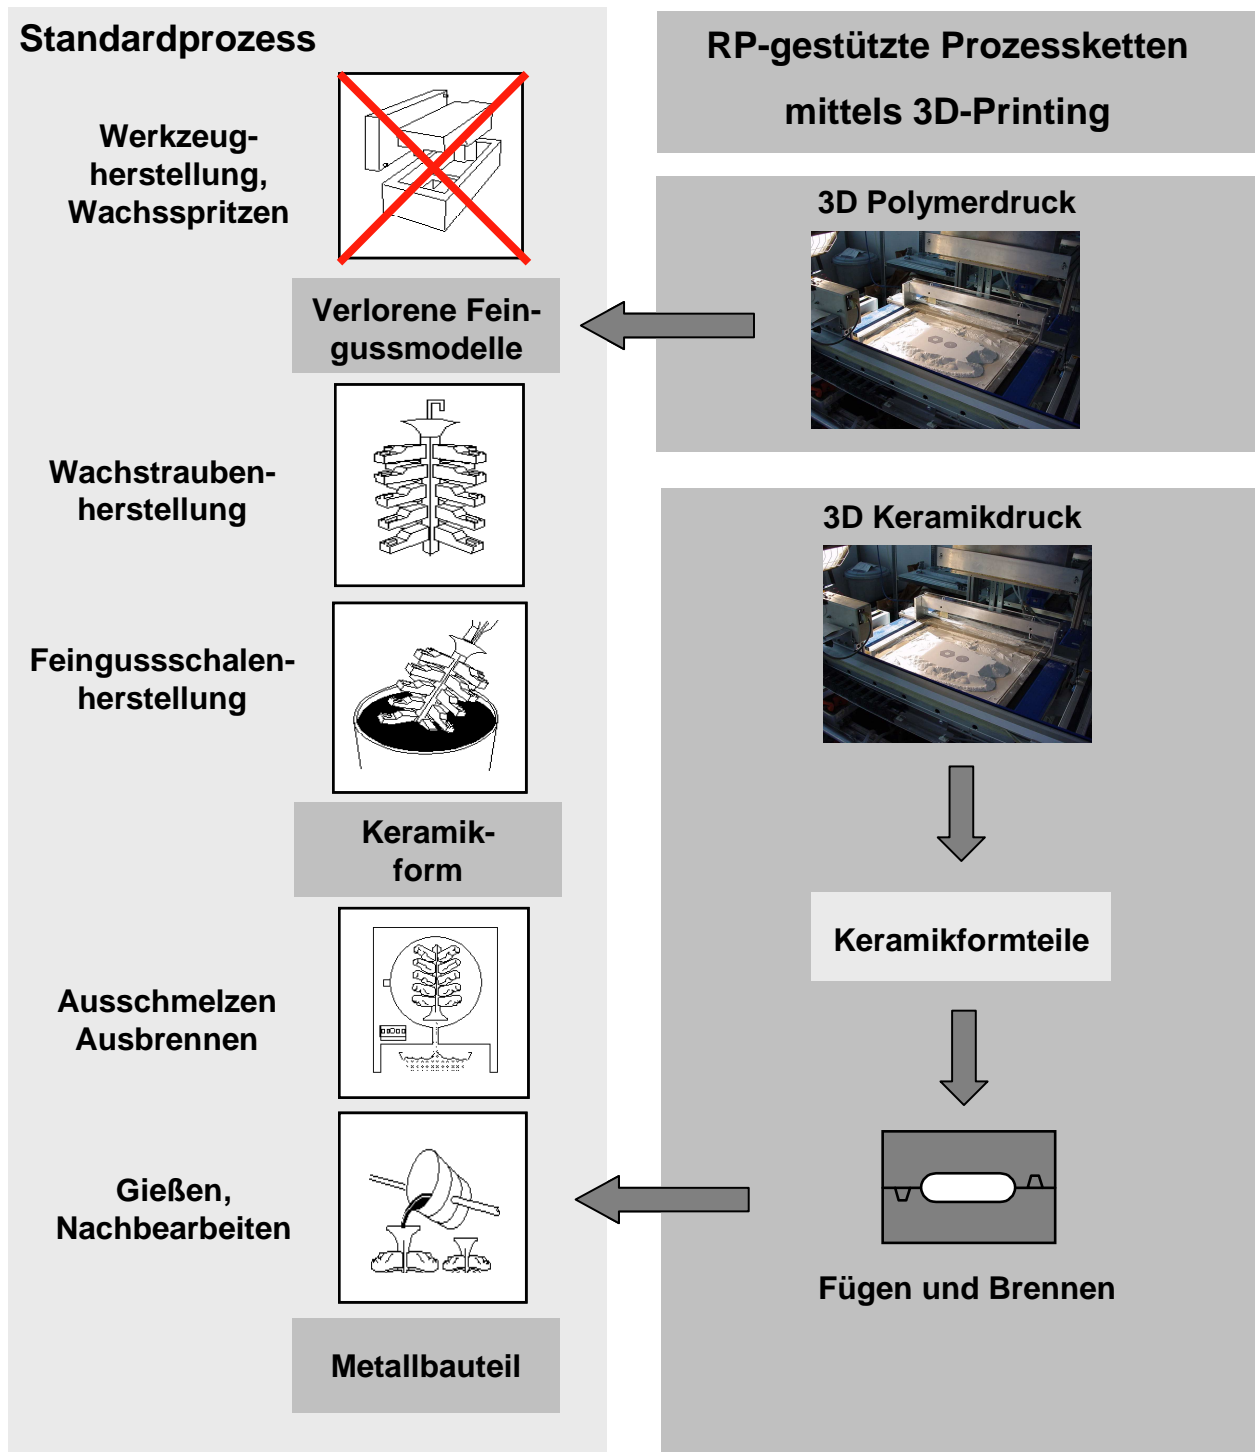 Standardprozess
Werkzeug-
herstellung,
Wachsspritzen
Verlorene Fein-
gussmodelle
Wachstrauben-
herstellung
Feingussschalen-
herstellung
Keramik-
form
Ausschmelzen
Ausbrennen
Gießen,
Nachbearbeiten
Metallbauteil
RP-gestützte Prozessketten
mittels 3D-Printing
3D Polymerdruck
3D Keramikdruck
Keramikformteile
Fügen und Brennen